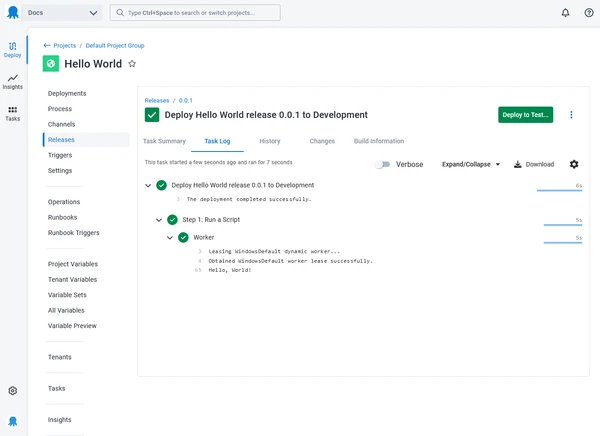 Docs
Type Ctrl+Space to search or switch projects...
Deploy
Insights
Tasks
Projects / Default Project Group
Hello World
Deployments
Process
Channels
Releases
Triggers
Settings
Operations
Runbooks
Runbook Triggers
Project Variables
Tenant Variables
Variable Sets
All Variables
Variable Preview
Tenants
Tasks
Insights
Releases / 0.0.1
Deploy Hello World release 0.0.1 to Development
Deploy to Test...
Task Summary Task Log History Changes Build Information
This task started a few seconds ago and ran for 7 seconds
Verbose Expand/Collapse Download
Deploy Hello World release 0.0.1 to Development 6s
The deployment completed successfully.
Step 1: Run a Script 5s
Worker 5s
3 Leasing WindowsDefault dynamic worker...
4 Obtained WindowsDefault worker lease successfully.
65 Hello, World!